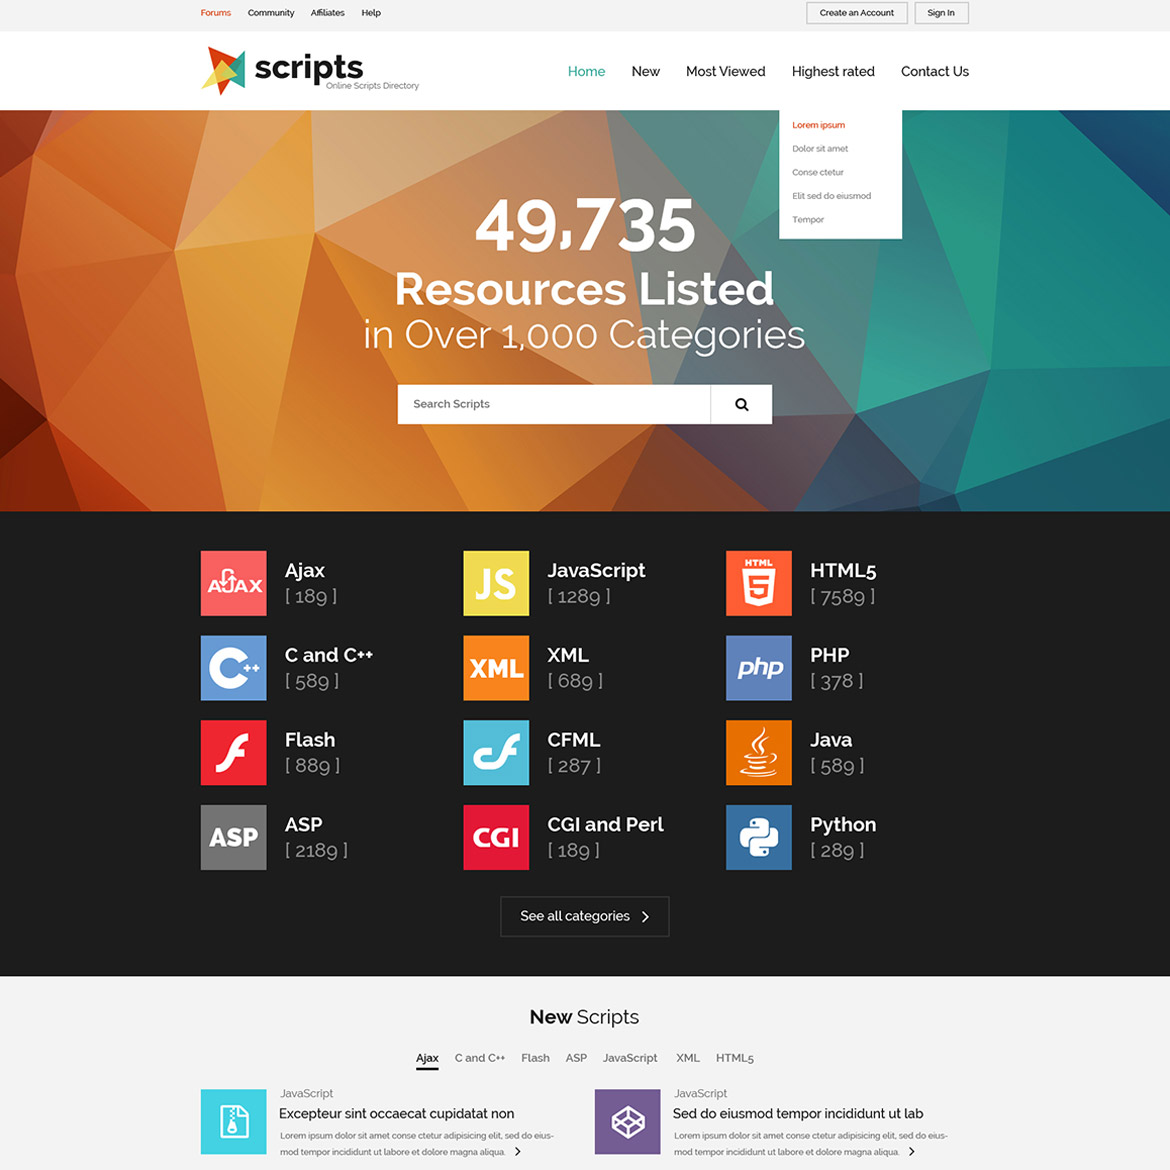 Forums Community Affiliates Help Create an Account Sign In
scripts
Online Scripts Directory
Home New Most Viewed Highest rated Contact Us
Lorem ipsum
Dolor sit amet
Conse ctetur
Elit sed do eiusmod
Tempor
49,735
Resources Listed
in Over 1,000 Categories
Search Scripts
AJAX
Ajax
[ 189 ]
JS
JavaScript
[ 1289 ]
HTML
5
HTML5
[ 7589 ]
C++
C and C++
[ 589 ]
XML
XML
[ 689 ]
php
PHP
[ 378 ]
f
Flash
[ 889 ]
cf
CFML
[ 287 ]
Java
[ 589 ]
ASP
ASP
[ 2189 ]
CGI
CGI and Perl
[ 189 ]
Python
[ 289 ]
See all categories
New Scripts
Ajax C and C++ Flash ASP JavaScript XML HTML5
JavaScript
Excepteur sint occaecat cupidatat non
Lorem ipsum dolor sit amet conse ctetur adipisicing elit, sed do eius-
mod tempor incididunt ut labore et dolore magna aliqua.
JavaScript
Sed do eiusmod tempor incididunt ut lab
Lorem ipsum dolor sit amet conse ctetur adipisicing elit, sed do eius-
mod tempor incididunt ut labore et dolore magna aliqua.